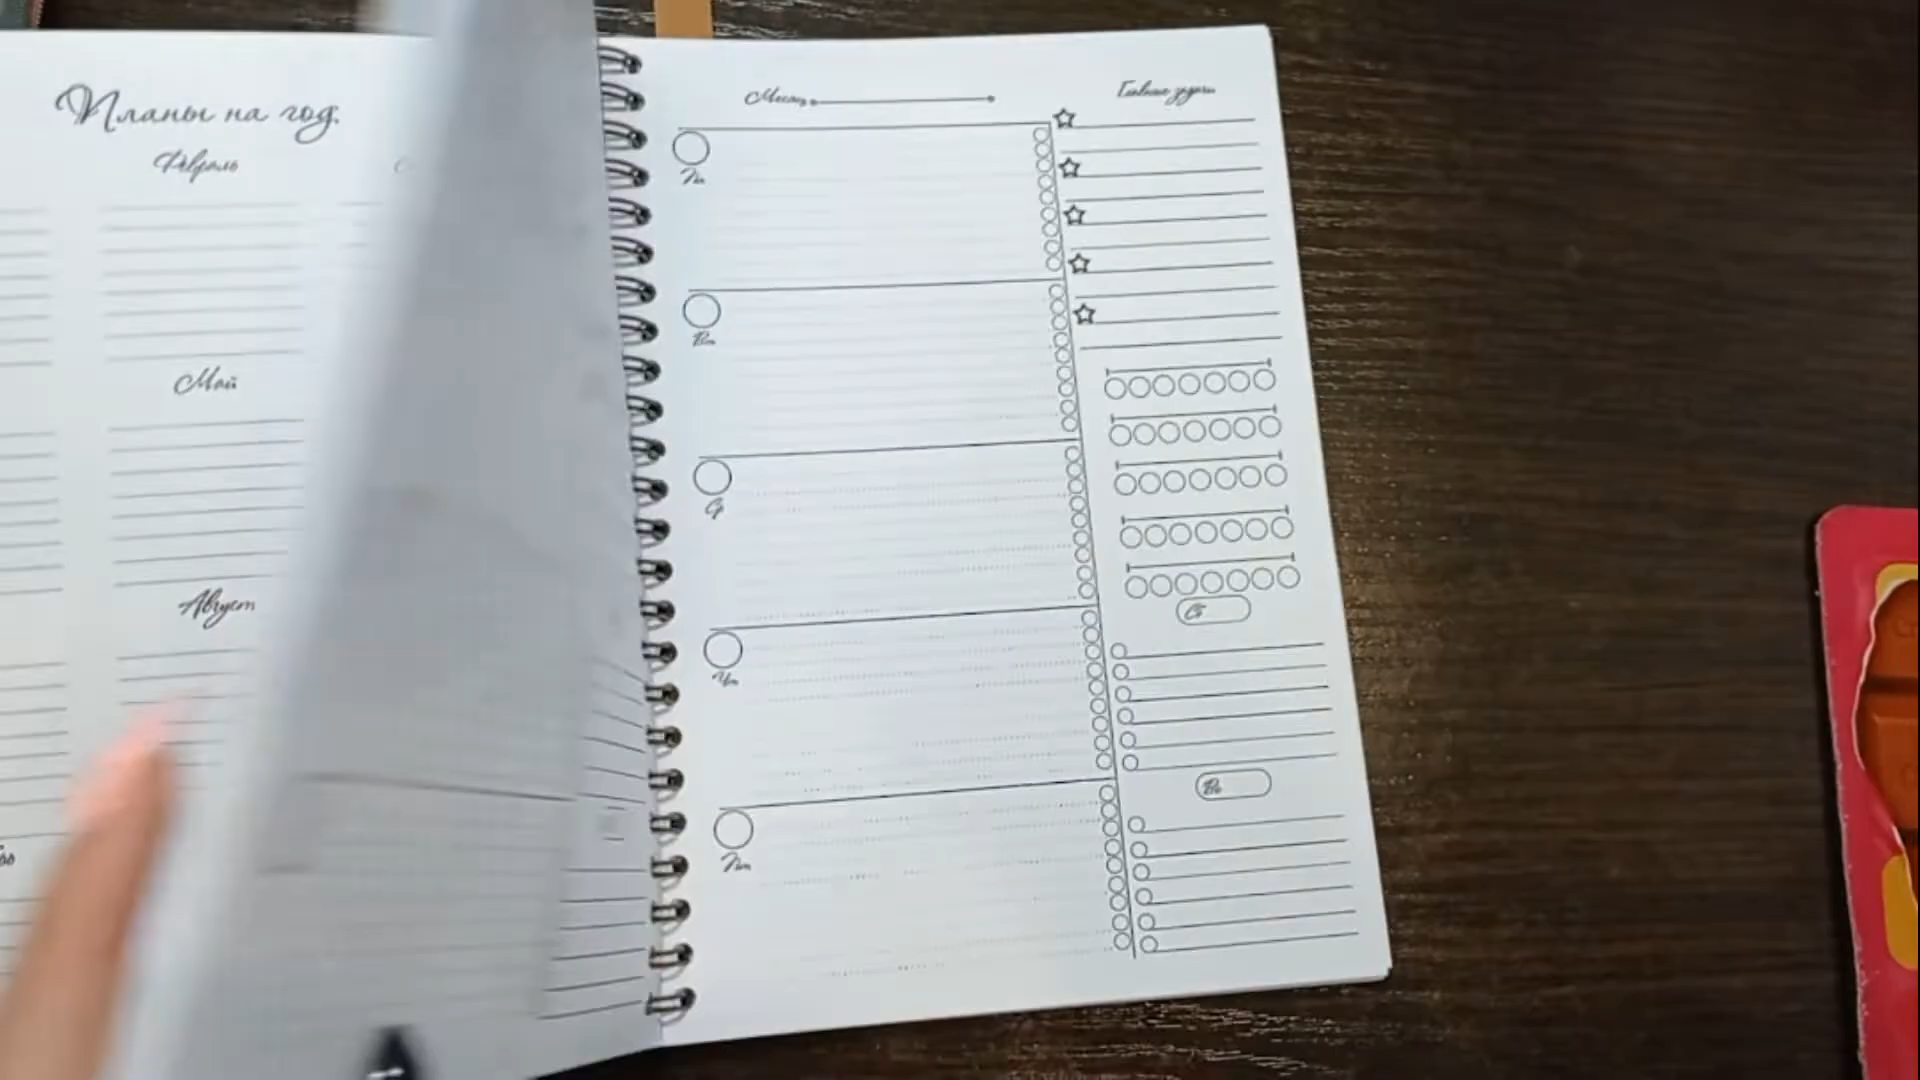 Планы на год
Февраль
Май
Август
Месяц
Главные задачи
Пн
Вт
Ср
Чт
Пт
Сб
Вс